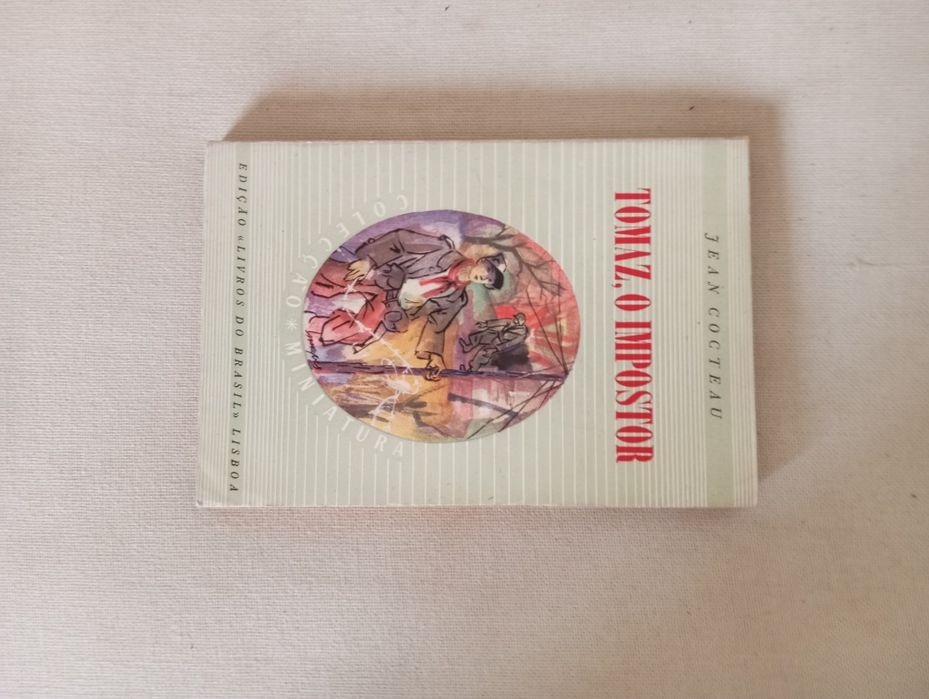 JEAN COCTEAU
TOMAZ, O IMPOSTOR
COLECÇÃO * MINIATURA
EDIÇÃO «LIVROS DO BRASIL» LISBOA